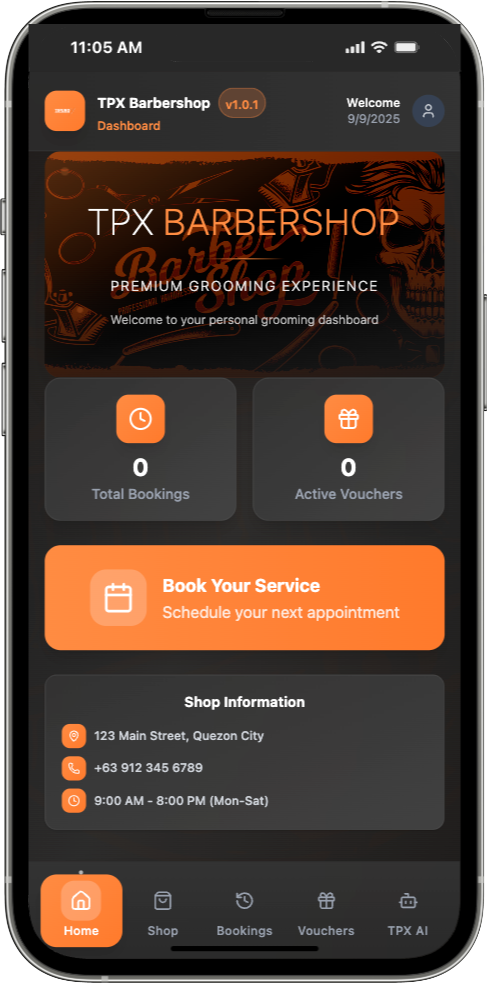 11:05 AM
TPX Barbershop v1.0.1
Dashboard
Welcome
9/9/2025
TPX BARBERSHOP
Barber
Shop
PREMIUM GROOMING EXPERIENCE
Welcome to your personal grooming dashboard
0
Total Bookings
0
Active Vouchers
Book Your Service
Schedule your next appointment
Shop Information
123 Main Street, Quezon City
+63 912 345 6789
9:00 AM - 8:00 PM (Mon-Sat)
Home
Shop
Bookings
Vouchers
TPX AI